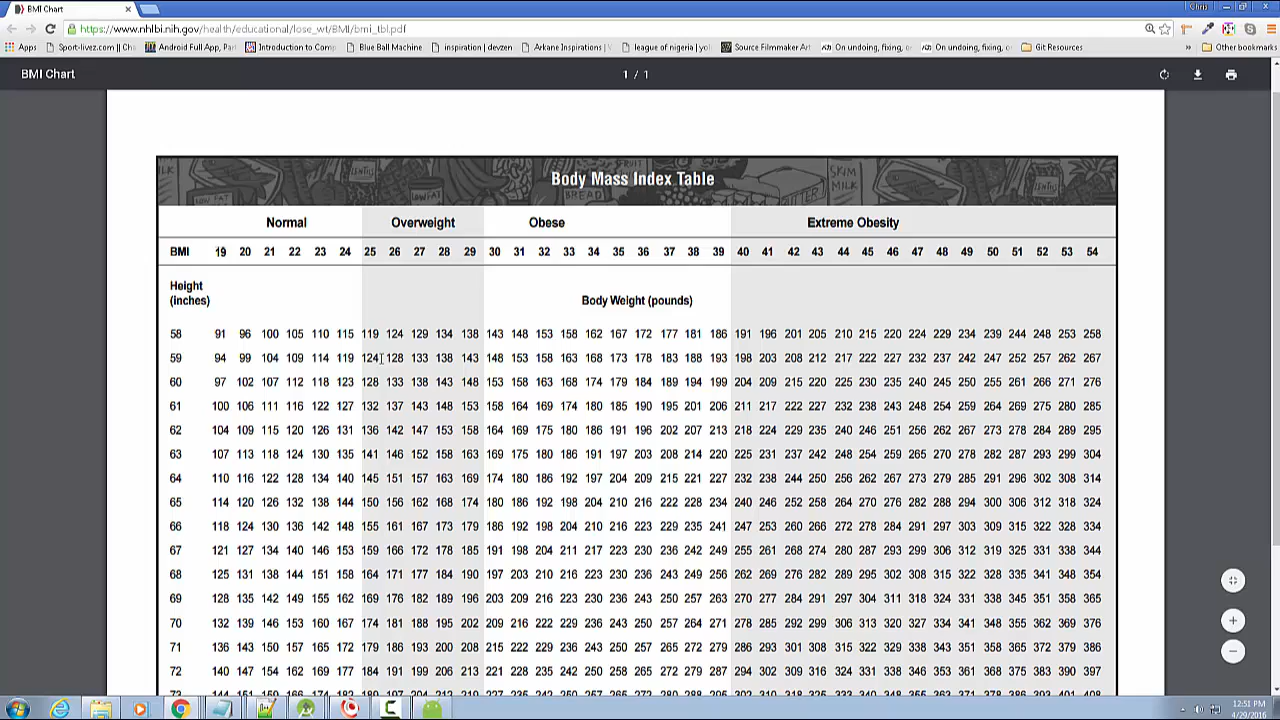 BMI Chart
Chris
https://www.nhlbi.nih.gov/health/educational/lose_wt/BMI/bmi_tbl.pdf
Apps Sport-livez.com || Cha Android Full App, Part Introduction to Comp Blue Ball Machine inspiration | devzen Arkane Inspirations | league of nigeria | yo Source Filmmaker Art On undoing, fixing, o On undoing, fixing, o Git Resources » Other bookmarks
BMI Chart 1 / 1
MILK LENTILS LOW FAT LOWFAT FRUIT BREAD SKIM MILK LENTILS
Body Mass Index Table
Normal Overweight Obese Extreme Obesity
BMI 19 20 21 22 23 24 25 26 27 28 29 30 31 32 33 34 35 36 37 38 39 40 41 42 43 44 45 46 47 48 49 50 51 52 53 54
Height
(inches) Body Weight (pounds)
58 91 96 100 105 110 115 119 124 129 134 138 143 148 153 158 162 167 172 177 181 186 191 196 201 205 210 215 220 224 229 234 239 244 248 253 258
59 94 99 104 109 114 119 124 128 133 138 143 148 153 158 163 168 173 178 183 188 193 198 203 208 212 217 222 227 232 237 242 247 252 257 262 267
60 97 102 107 112 118 123 128 133 138 143 148 153 158 163 168 174 179 184 189 194 199 204 209 215 220 225 230 235 240 245 250 255 261 266 271 276
61 100 106 111 116 122 127 132 137 143 148 153 158 164 169 174 180 185 190 195 201 206 211 217 222 227 232 238 243 248 254 259 264 269 275 280 285
62 104 109 115 120 126 131 136 142 147 153 158 164 169 175 180 186 191 196 202 207 213 218 224 229 235 240 246 251 256 262 267 273 278 284 289 295
63 107 113 118 124 130 135 141 146 152 158 163 169 175 180 186 191 197 203 208 214 220 225 231 237 242 248 254 259 265 270 278 282 287 293 299 304
64 110 116 122 128 134 140 145 151 157 163 169 174 180 186 192 197 204 209 215 221 227 232 238 244 250 256 262 267 273 279 285 291 296 302 308 314
65 114 120 126 132 138 144 150 156 162 168 174 180 186 192 198 204 210 216 222 228 234 240 246 252 258 264 270 276 282 288 294 300 306 312 318 324
66 118 124 130 136 142 148 155 161 167 173 179 186 192 198 204 210 216 223 229 235 241 247 253 260 266 272 278 284 291 297 303 309 315 322 328 334
67 121 127 134 140 146 153 159 166 172 178 185 191 198 204 211 217 223 230 236 242 249 255 261 268 274 280 287 293 299 306 312 319 325 331 338 344
68 125 131 138 144 151 158 164 171 177 184 190 197 203 210 216 223 230 236 243 249 256 262 269 276 282 289 295 302 308 315 322 328 335 341 348 354
69 128 135 142 149 155 162 169 176 182 189 196 203 209 216 223 230 236 243 250 257 263 270 277 284 291 297 304 311 318 324 331 338 345 351 358 365
70 132 139 146 153 160 167 174 181 188 195 202 209 216 222 229 236 243 250 257 264 271 278 285 292 299 306 313 320 327 334 341 348 355 362 369 376
71 136 143 150 157 165 172 179 186 193 200 208 215 222 229 236 243 250 257 265 272 279 286 293 301 308 315 322 329 338 343 351 358 365 372 379 386
72 140 147 154 162 169 177 184 191 199 206 213 221 228 235 242 250 258 265 272 279 287 294 302 309 316 324 331 338 346 353 361 368 375 383 390 397
12:51 PM
4/29/2016